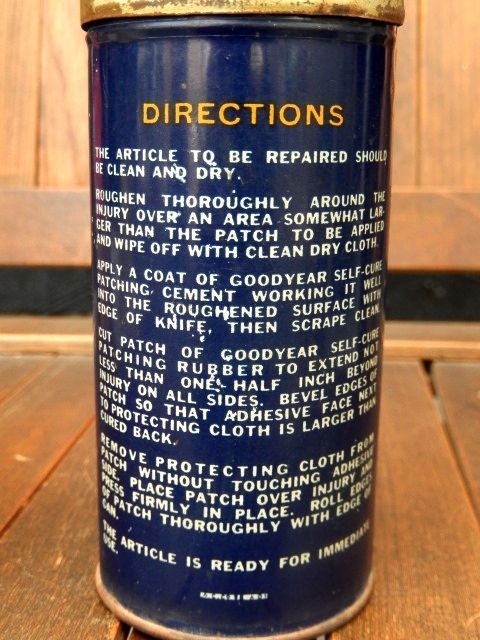 DIRECTIONS
THE ARTICLE TO BE REPAIRED SHOULD
BE CLEAN AND DRY.
ROUGHEN THOROUGHLY AROUND THE
INJURY OVER AN AREA SOMEWHAT LAR-
GER THAN THE PATCH TO BE APPLIED
AND WIPE OFF WITH CLEAN DRY CLOTH.
APPLY A COAT OF GOODYEAR SELF-CURE
PATCHING CEMENT WORKING IT WELL
INTO THE ROUGHENED SURFACE WITH
EDGE OF KNIFE, THEN SCRAPE CLEAN.
CUT PATCH OF GOODYEAR SELF-CURE
PATCHING RUBBER TO EXTEND NOT
LESS THAN ONE-HALF INCH BEYOND
INJURY ON ALL SIDES. BEVEL EDGES OF
PATCH SO THAT ADHESIVE FACE NEXT
TO PROTECTING CLOTH IS LARGER THAN
CURED BACK.
REMOVE PROTECTING CLOTH FROM
PATCH WITHOUT TOUCHING ADHESIVE
SIDE. PLACE PATCH OVER INJURY AND
PRESS FIRMLY IN PLACE. ROLL EDGES
OF PATCH THOROUGHLY WITH EDGE OF
CAN.
THE ARTICLE IS READY FOR IMMEDIATE
USE.